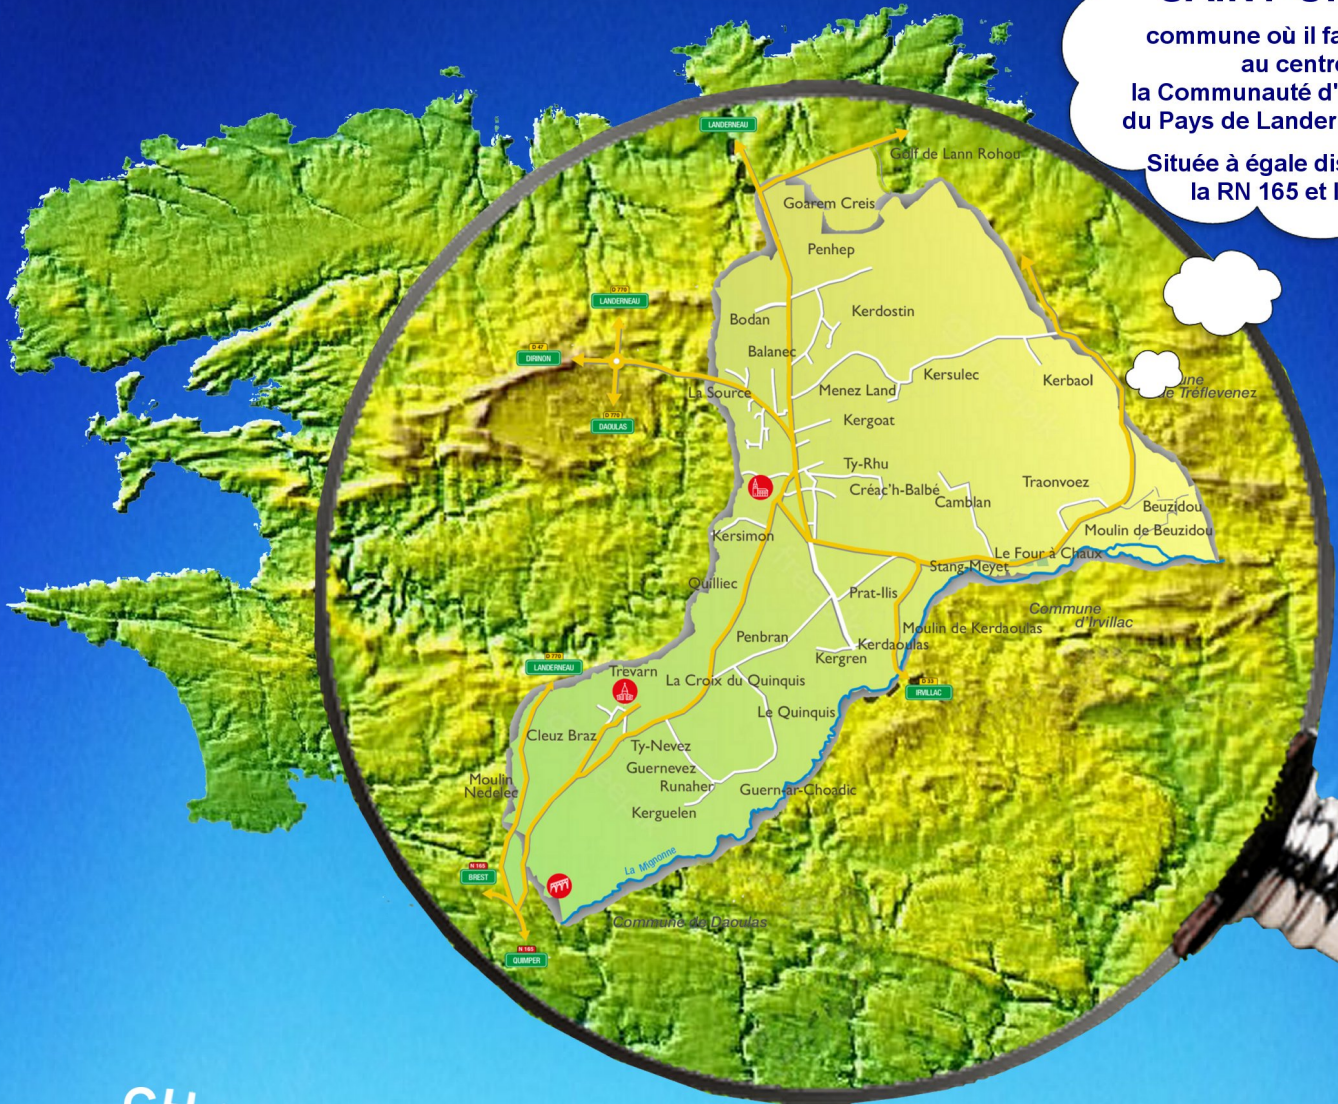 commune où il fa
au centr
la Communauté d'
du Pays de Lander
Située à égale dis
la RN 165 et l
LANDERNEAU
Golf de Lann Rohou
Goarem Creis
Penhep
D 770
LANDERNEAU
Bodan
Kerdostin
D 47
DIRINON
Balanec
Kersulec
Kerbaol
La Source
Menez Land
une
de Tréflevenez
D 770
DAOULAS
Kergoat
Ty-Rhu
Créac'h-Balbé
Camblan
Traonvoez
Beuzidou
Moulin de Beuzidou
Kersimon
Le Four à Chaux
Stang-Meyet
Quilliec
Prat-Ilis
Commune
d'Irvillac
Moulin de Kerdaoulas
Penbran
Kerdaoulas
Kergren
D 770
LANDERNEAU
Trévarn
La Croix du Quinquis
D 33
IRVILLAC
Le Quinquis
Cleuz Braz
Ty-Nevez
Guernevez
Runaher
Moulin
Nedelec
Guern-ar-Choadic
Kerguelen
La Mignonne
N 165
BREST
Commune de Daoulas
N 165
QUIMPER